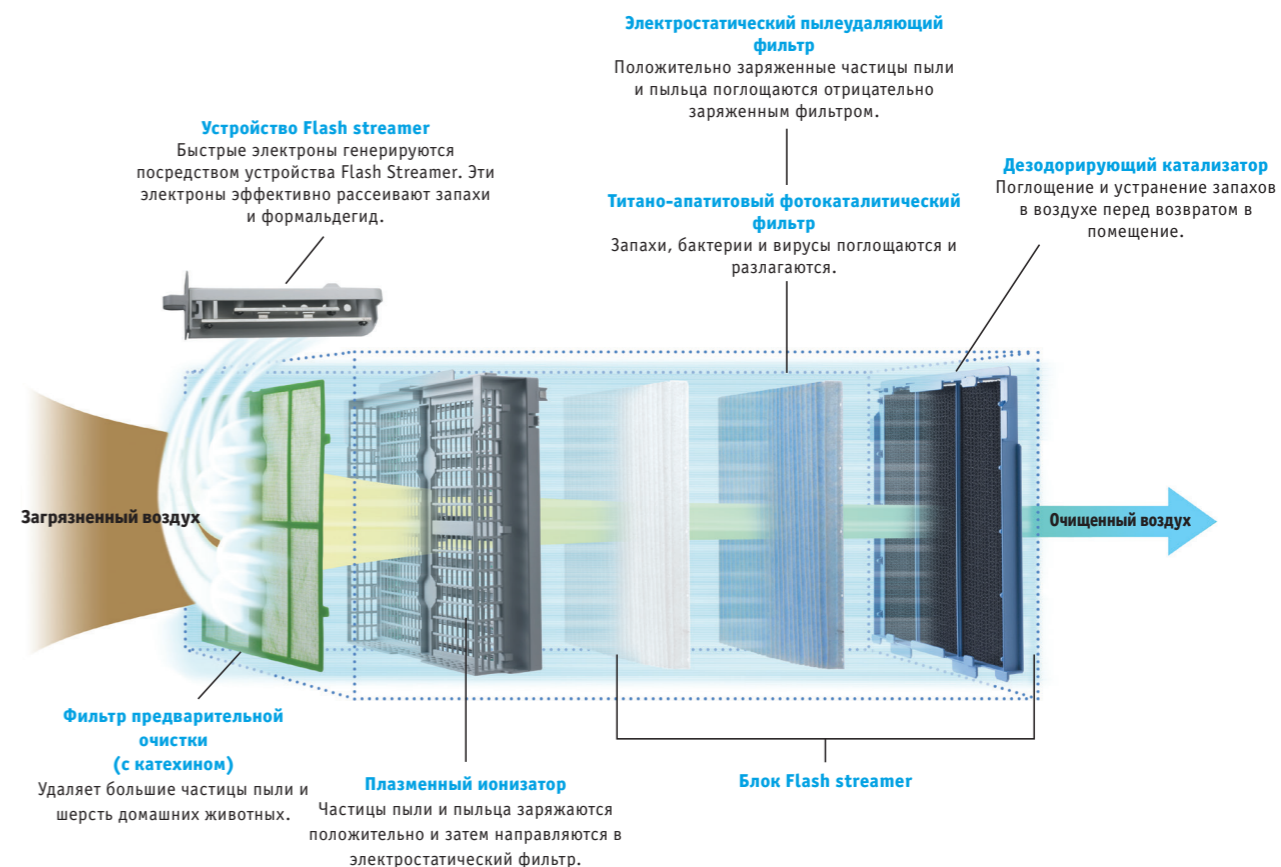 Электростатический пылеудаляющий
фильтр
Положительно заряженные частицы пыли
и пыльца поглощаются отрицательно
заряженным фильтром.
Устройство Flash streamer
Быстрые электроны генерируются
посредством устройства Flash Streamer. Эти
электроны эффективно рассеивают запахи
и формальдегид.
Дезодорирующий катализатор
Поглощение и устранение запахов
в воздухе перед возвратом в
помещение.
Титано-апатитовый фотокаталитический
фильтр
Запахи, бактерии и вирусы поглощаются и
разлагаются.
Загрязненный воздух
Очищенный воздух
Фильтр предварительной
очистки
(с катехином)
Удаляет большие частицы пыли и
шерсть домашних животных.
Плазменный ионизатор
Частицы пыли и пыльца заряжаются
положительно и затем направляются в
электростатический фильтр.
Блок Flash streamer